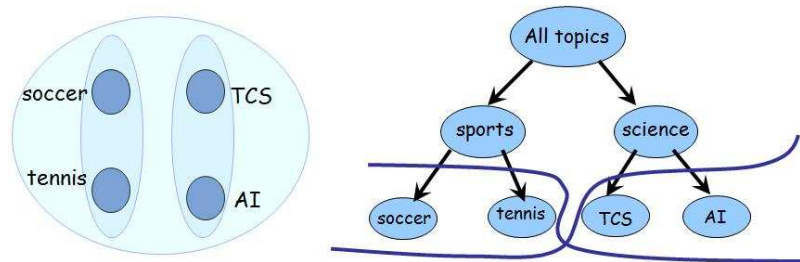 soccer
TCS
tennis
AI
All topics
sports
science
soccer
tennis
TCS
AI